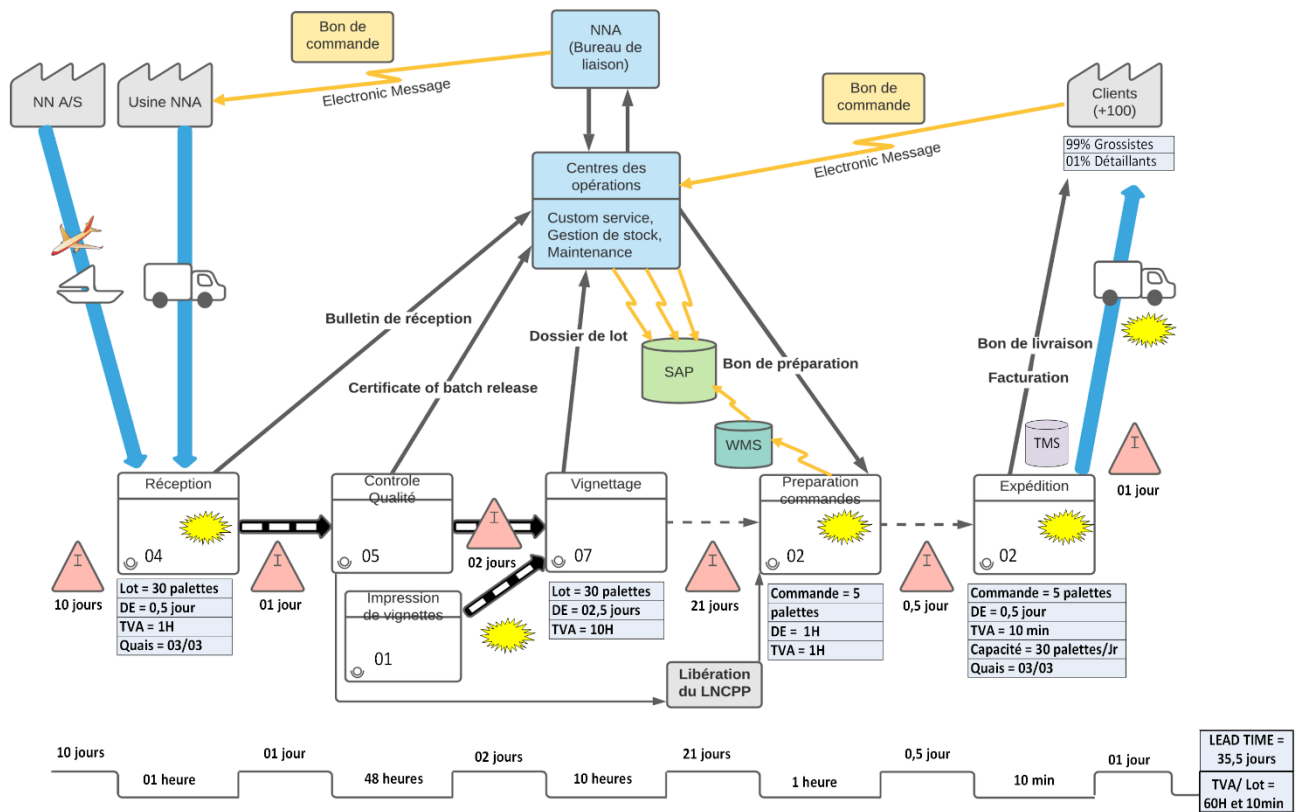 Bon de
commande
NNA
(Bureau de
liaison)
NN A/S
Usine NNA
Electronic Message
Bon de
commande
Clients
(+100)
99% Grossistes
01% Détaillants
Electronic Message
Centres des
opérations
Custom service,
Gestion de stock,
Maintenance
Bulletin de réception
Certificate of batch release
Dossier de lot
SAP
Bon de préparation
WMS
Bon de livraison
Facturation
TMS
Réception
04
Controle
Qualité
05
Vignettage
07
Preparation
commandes
02
Expédition
02
I
10 jours
I
01 jour
I
02 jours
I
21 jours
I
0,5 jour
I
01 jour
Lot = 30 palettes
DE = 0,5 jour
TVA = 1H
Quais = 03/03
Impression
de vignettes
01
Lot = 30 palettes
DE = 02,5 jours
TVA = 10H
Commande = 5
palettes
DE = 1H
TVA = 1H
Commande = 5 palettes
DE = 0,5 jour
TVA = 10 min
Capacité = 30 palettes/Jr
Quais = 03/03
Libération
du LNCPP
10 jours
01 heure
01 jour
48 heures
02 jours
10 heures
21 jours
1 heure
0,5 jour
10 min
01 jour
LEAD TIME =
35,5 jours
TVA/ Lot =
60H et 10min